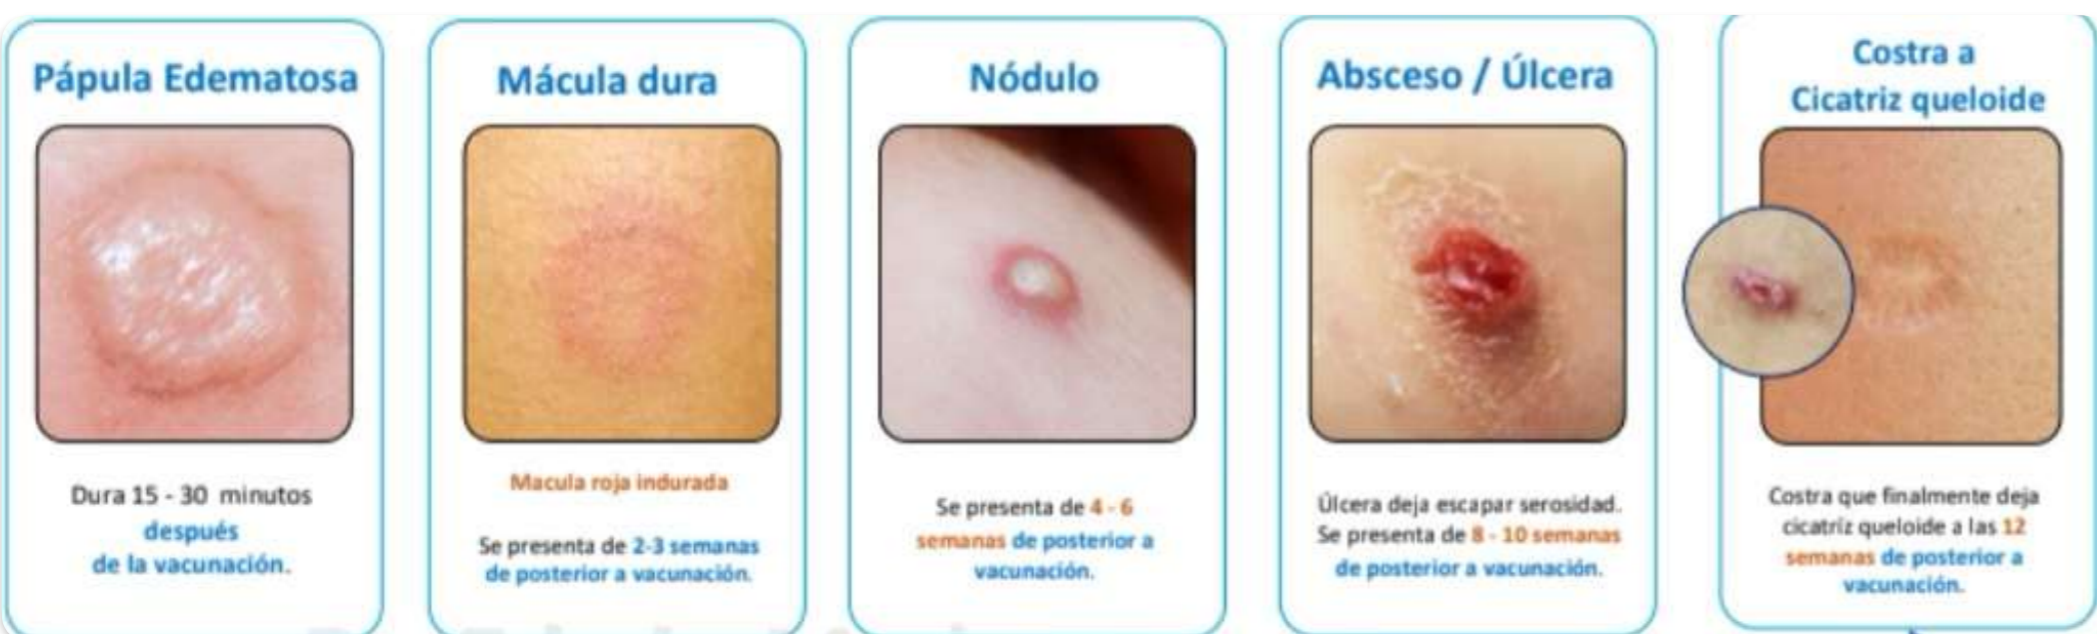 Pápula Edematosa
Dura 15 - 30 minutos
después
de la vacunación.
Mácula dura
Macula roja indurada
Se presenta de 2-3 semanas
de posterior a vacunación.
Nódulo
Se presenta de 4 - 6
semanas de posterior a
vacunación.
Absceso / Úlcera
Úlcera deja escapar serosidad.
Se presenta de 8 - 10 semanas
de posterior a vacunación.
Costra a
Cicatriz queloide
Costra que finalmente deja
cicatriz queloide a las 12
semanas de posterior a
vacunación.